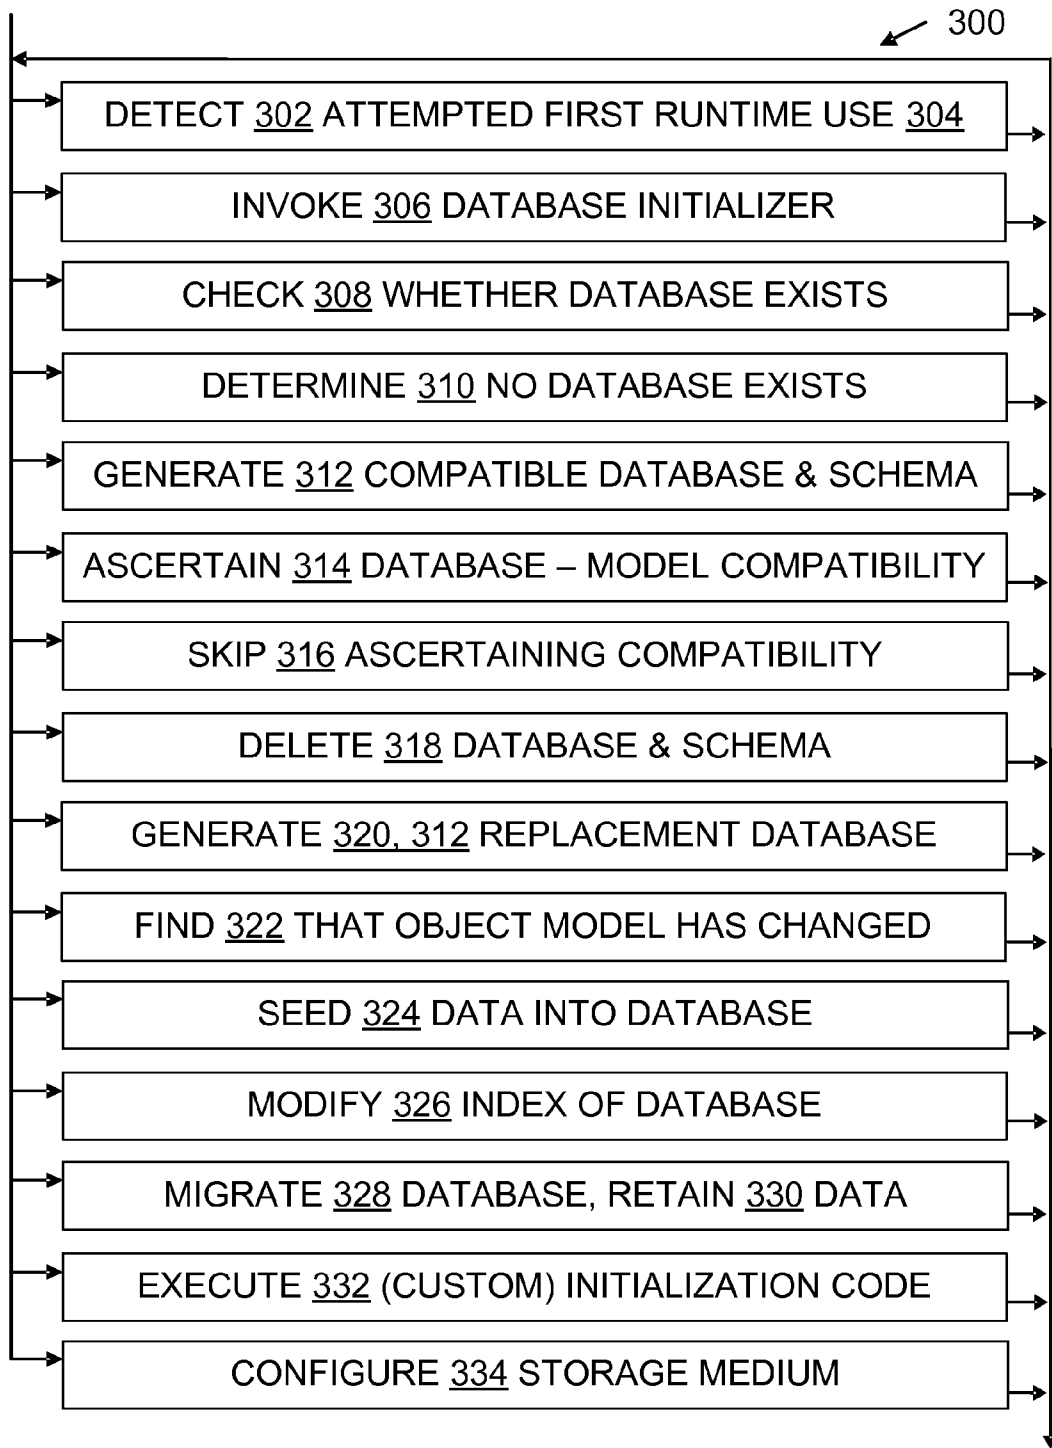 300
DETECT 302 ATTEMPTED FIRST RUNTIME USE 304
INVOKE 306 DATABASE INITIALIZER
CHECK 308 WHETHER DATABASE EXISTS
DETERMINE 310 NO DATABASE EXISTS
GENERATE 312 COMPATIBLE DATABASE & SCHEMA
ASCERTAIN 314 DATABASE – MODEL COMPATIBILITY
SKIP 316 ASCERTAINING COMPATIBILITY
DELETE 318 DATABASE & SCHEMA
GENERATE 320, 312 REPLACEMENT DATABASE
FIND 322 THAT OBJECT MODEL HAS CHANGED
SEED 324 DATA INTO DATABASE
MODIFY 326 INDEX OF DATABASE
MIGRATE 328 DATABASE, RETAIN 330 DATA
EXECUTE 332 (CUSTOM) INITIALIZATION CODE
CONFIGURE 334 STORAGE MEDIUM